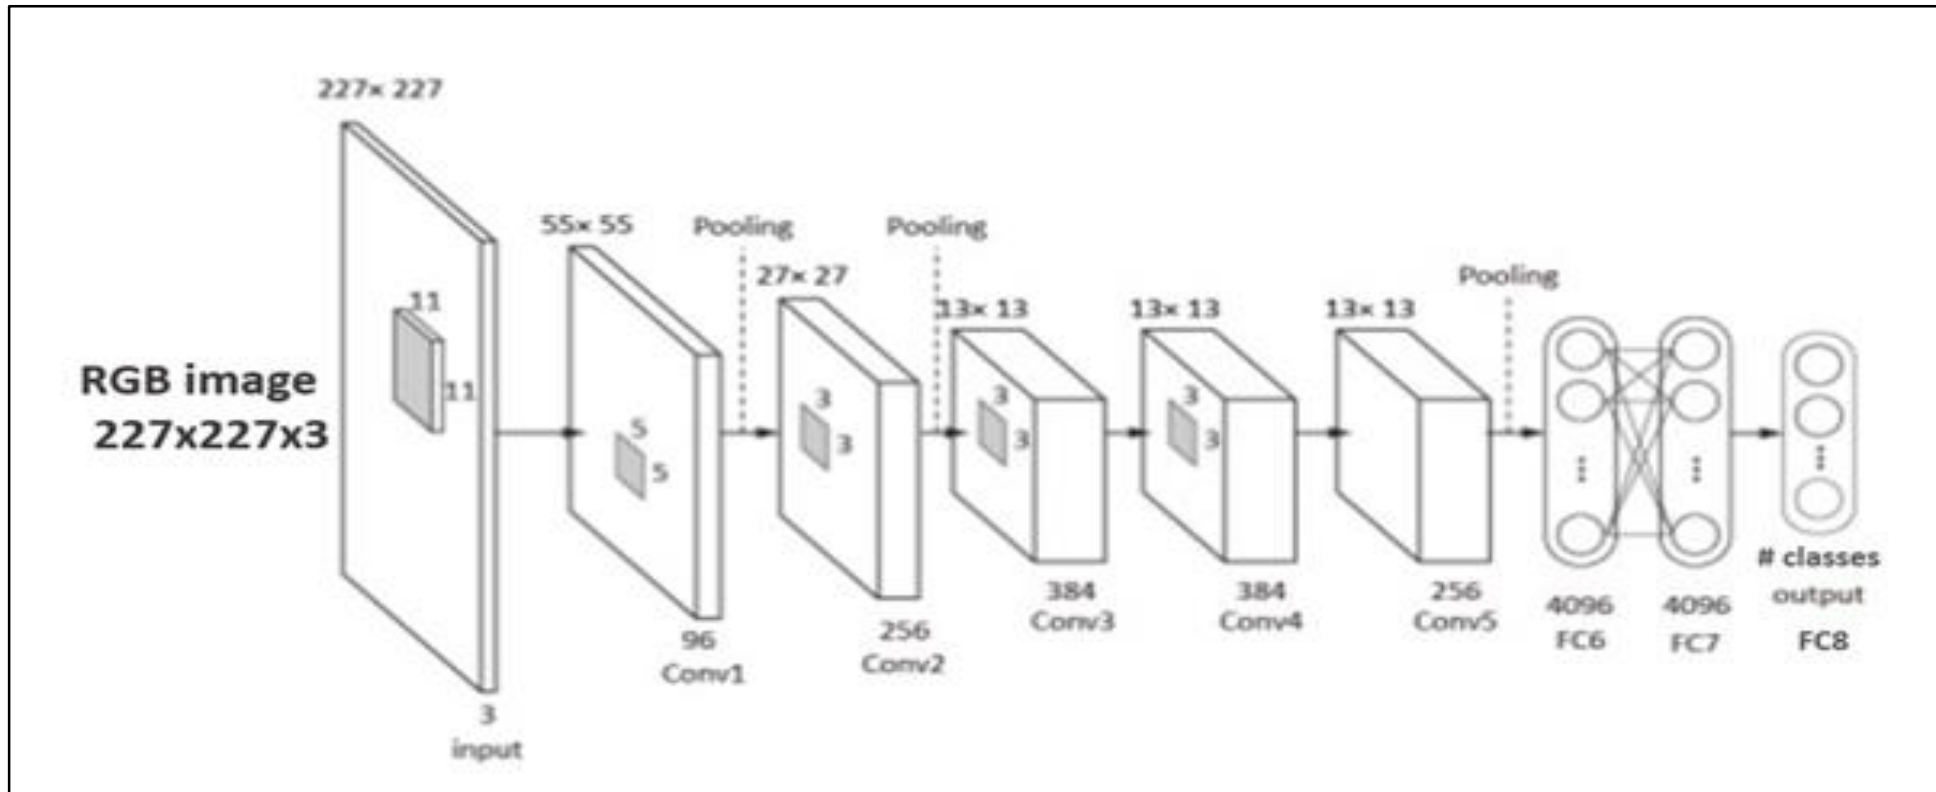 227× 227
55× 55
Pooling
Pooling
27× 27
13× 13
13× 13
13× 13
Pooling
11
11
RGB image
227x227x3
5
5
3
3
3
3
3
3
3
input
96
Conv1
256
Conv2
384
Conv3
384
Conv4
256
Conv5
4096
FC6
4096
FC7
# classes
output
FC8